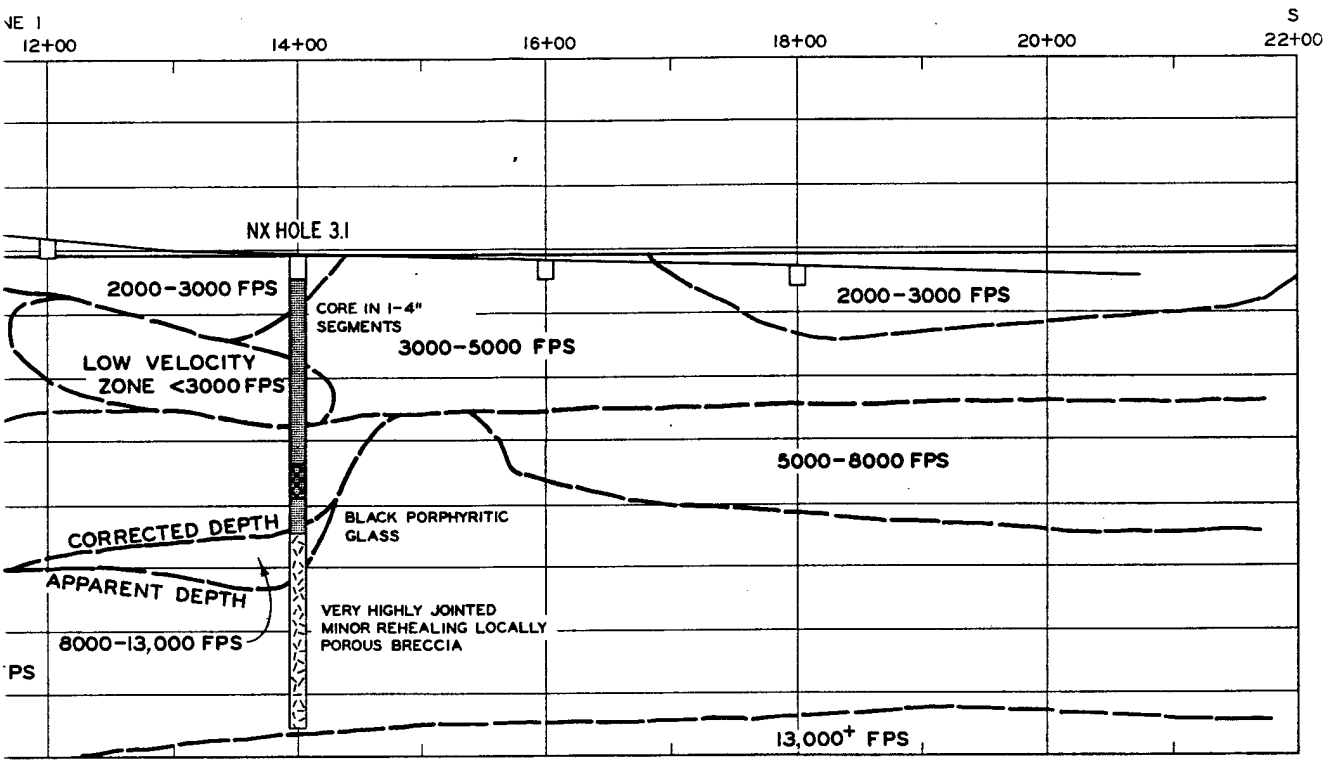 NE 1
S
12+00
14+00
16+00
18+00
20+00
22+00
NX HOLE 3.1
2000-3000 FPS
CORE IN 1-4"
SEGMENTS
3000-5000 FPS
2000-3000 FPS
LOW VELOCITY
ZONE <3000 FPS
5000-8000 FPS
CORRECTED DEPTH
BLACK PORPHYRITIC
GLASS
APPARENT DEPTH
8000-13,000 FPS
VERY HIGHLY JOINTED
MINOR REHEALING LOCALLY
POROUS BRECCIA
PS
13,000+ FPS